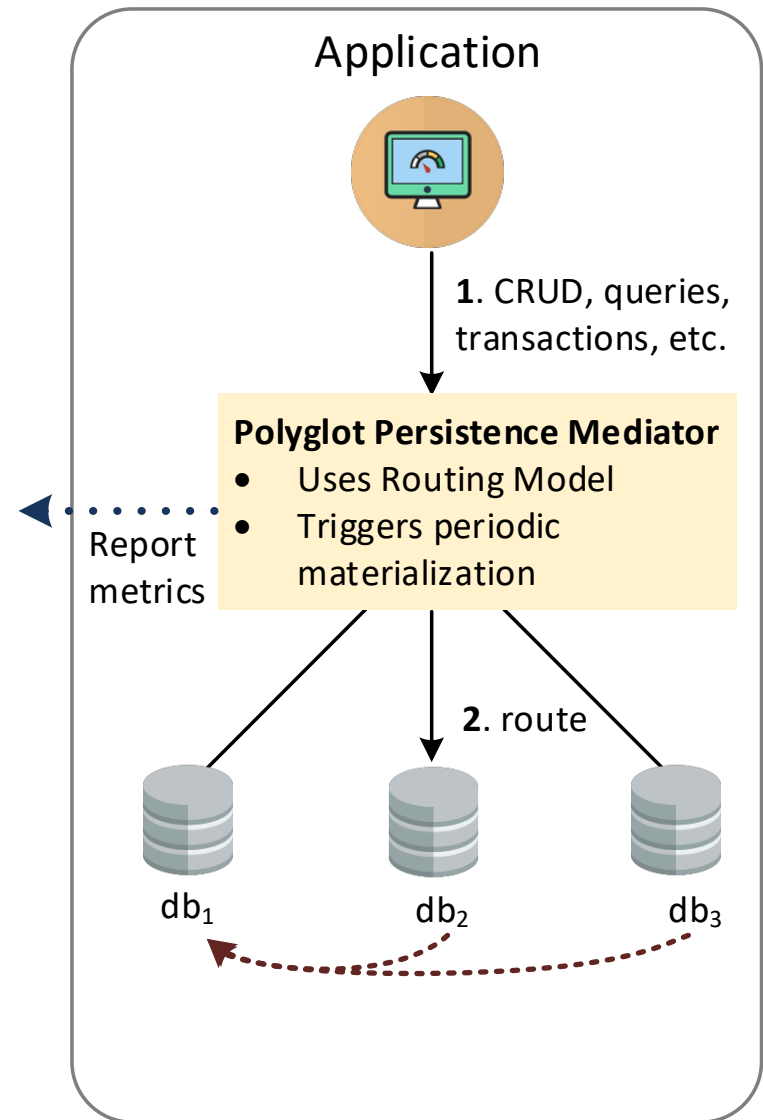 Application
1. CRUD, queries,
transactions, etc.
Polyglot Persistence Mediator
• Uses Routing Model
• Triggers periodic
materialization
Report
metrics
2. route
db₁
db₂
db₃